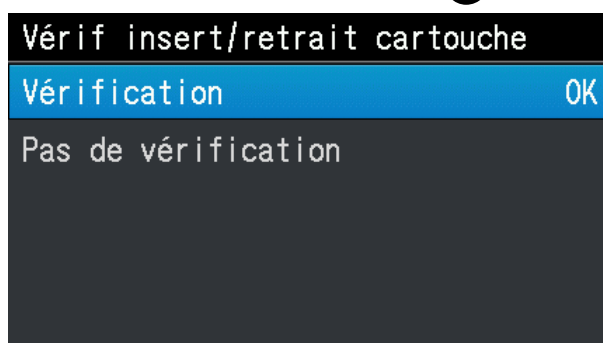 Vérif insert/retrait cartouche
Vérification OK
Pas de vérification